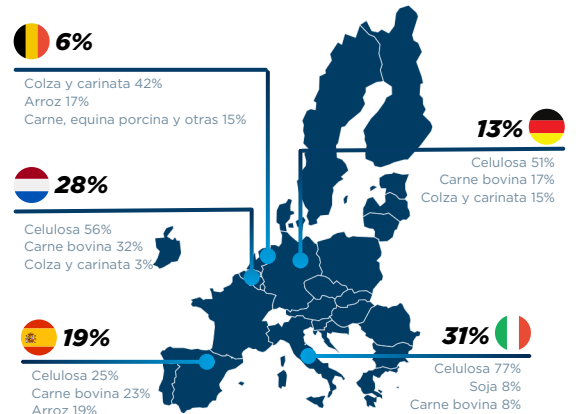 6%
Colza y carinata 42%
Arroz 17%
Carne, equina porcina y otras 15%
13%
Celulosa 51%
Carne bovina 17%
Colza y carinata 15%
28%
Celulosa 56%
Carne bovina 32%
Colza y carinata 3%
19%
Celulosa 25%
Carne bovina 23%
Arroz 19%
31%
Celulosa 77%
Soja 8%
Carne bovina 8%